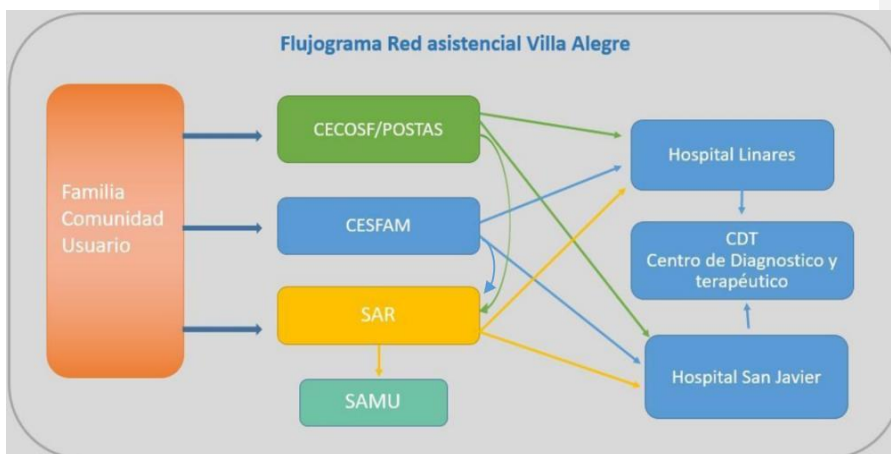 Flujograma Red asistencial Villa Alegre
Familia
Comunidad
Usuario
CECOSF/POSTAS
CESFAM
SAR
SAMU
Hospital Linares
CDT
Centro de Diagnostico y
terapéutico
Hospital San Javier